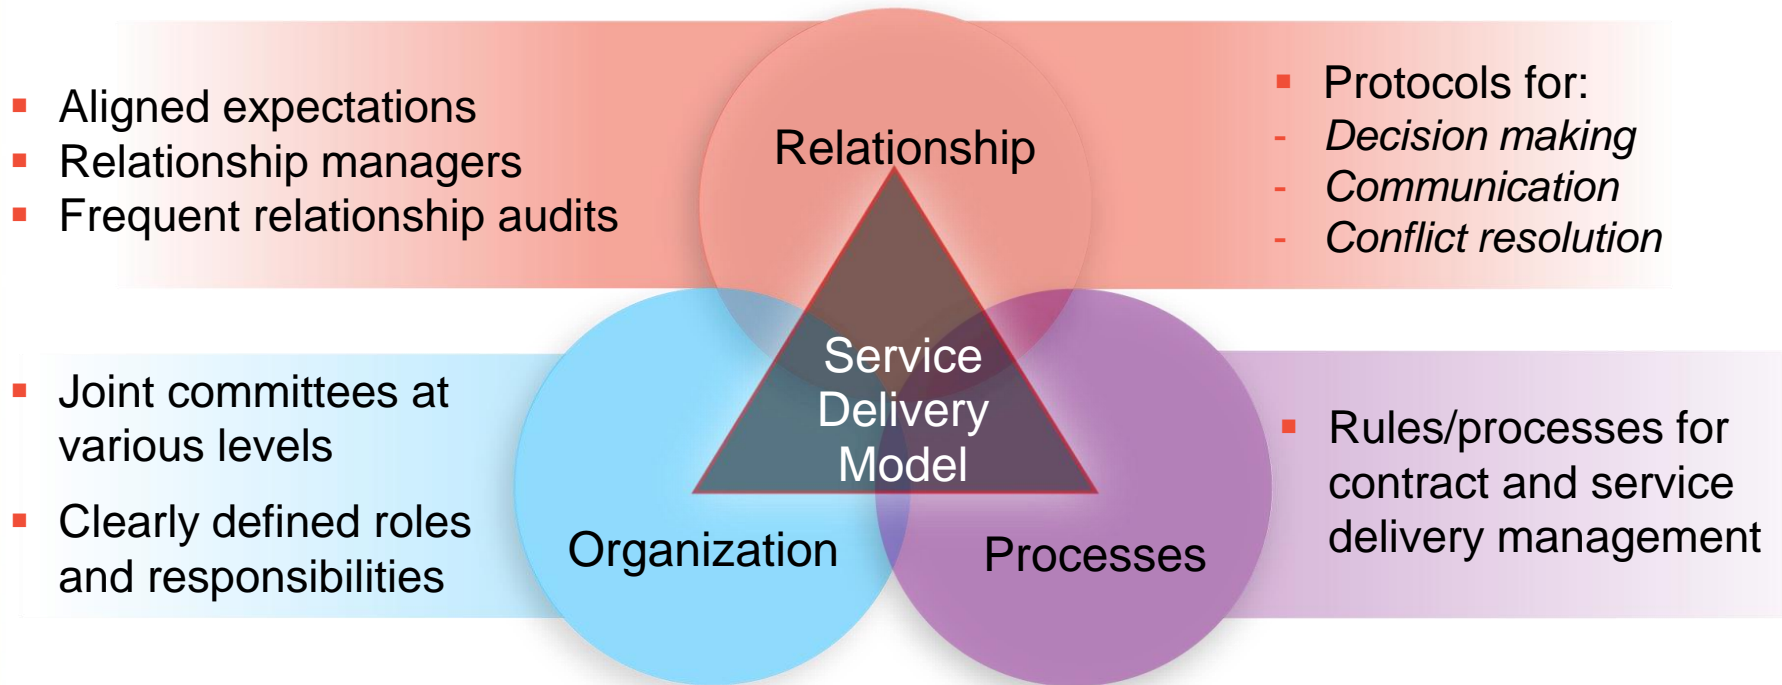 ▪ Aligned expectations
▪ Relationship managers
▪ Frequent relationship audits
Relationship
▪ Protocols for:
- Decision making
- Communication
- Conflict resolution
▪ Joint committees at
various levels
▪ Clearly defined roles
and responsibilities
Service
Delivery
Model
Organization
Processes
▪ Rules/processes for
contract and service
delivery management